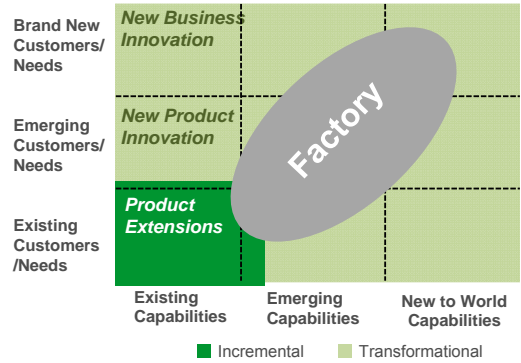 Brand New
Customers/
Needs
New Business
Innovation
Emerging
Customers/
Needs
New Product
Innovation
Factory
Existing
Customers
/Needs
Product
Extensions
Existing
Capabilities
Emerging
Capabilities
New to World
Capabilities
Incremental
Transformational